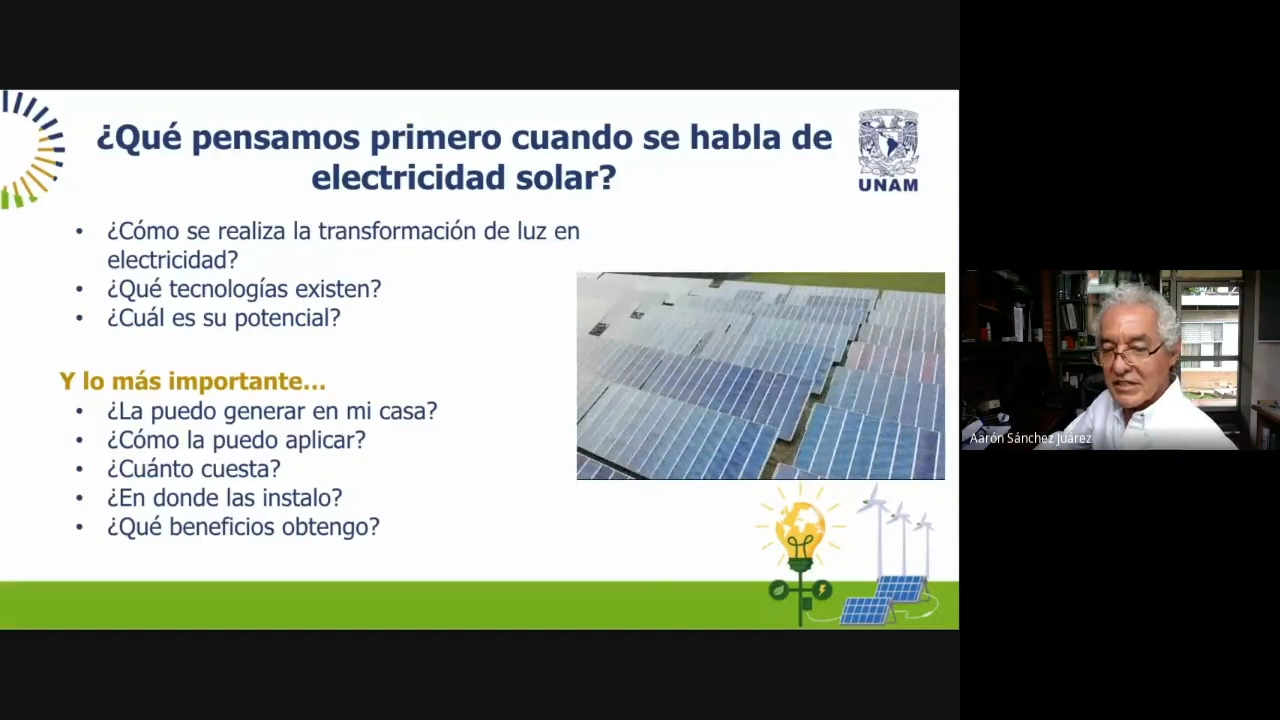 ¿Qué pensamos primero cuando se habla de
electricidad solar?
UNAM
• ¿Cómo se realiza la transformación de luz en
electricidad?
• ¿Qué tecnologías existen?
• ¿Cuál es su potencial?
Y lo más importante...
• ¿La puedo generar en mi casa?
• ¿Cómo la puedo aplicar?
• ¿Cuánto cuesta?
• ¿En donde las instalo?
• ¿Qué beneficios obtengo?
Aarón Sánchez Juárez